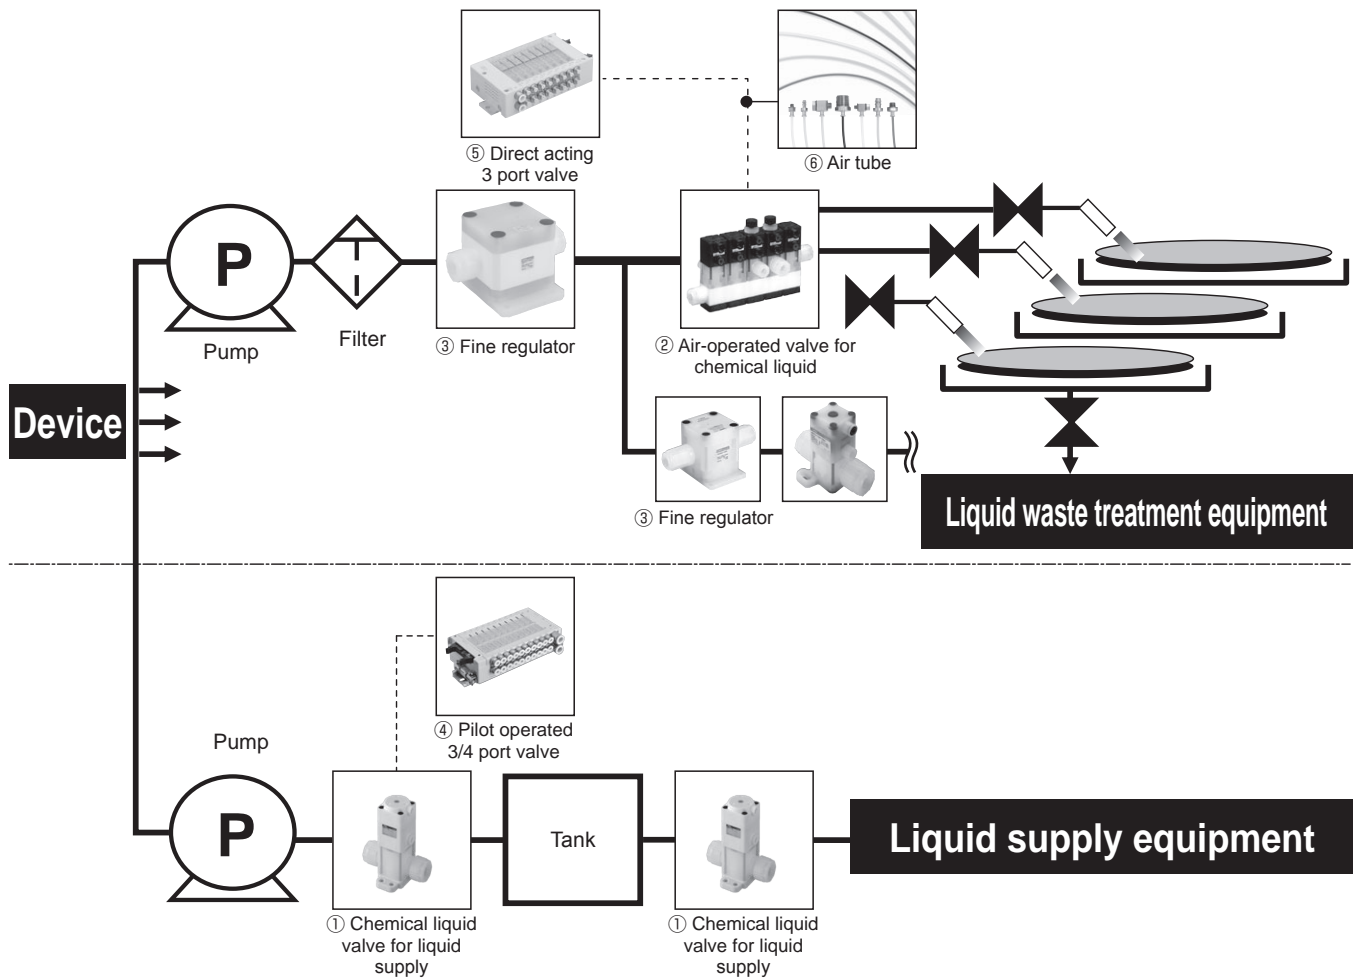 ⑤ Direct acting
3 port valve
⑥ Air tube
P
Pump
Filter
③ Fine regulator
② Air-operated valve for
chemical liquid
Device
③ Fine regulator
Liquid waste treatment equipment
④ Pilot operated
3/4 port valve
Pump
P
① Chemical liquid
valve for liquid
supply
Tank
① Chemical liquid
valve for liquid
supply
Liquid supply equipment